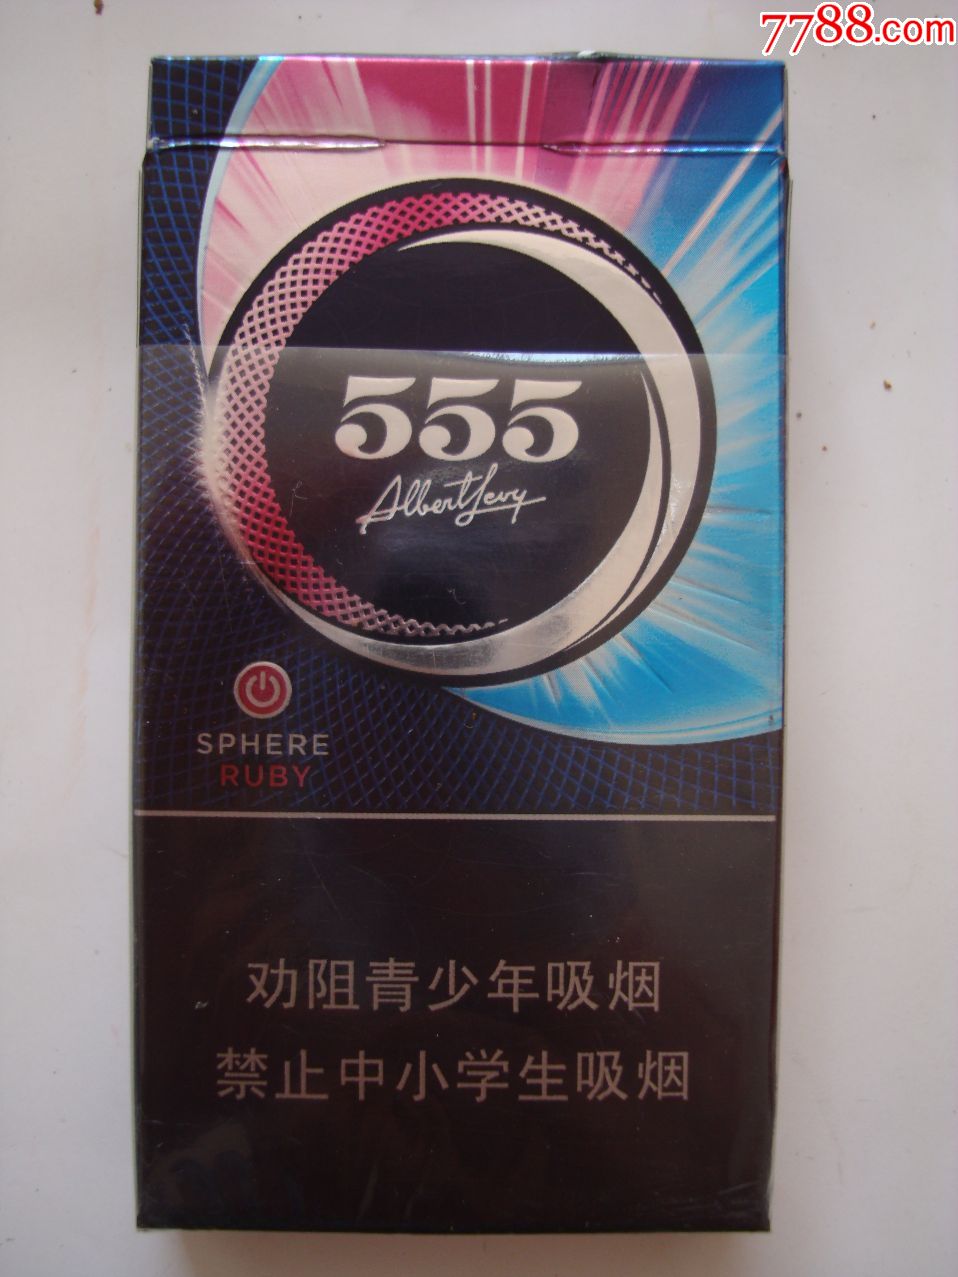 7788.com
555
Albert Levy
SPHERE
RUBY
劝阻青少年吸烟
禁止中小学生吸烟